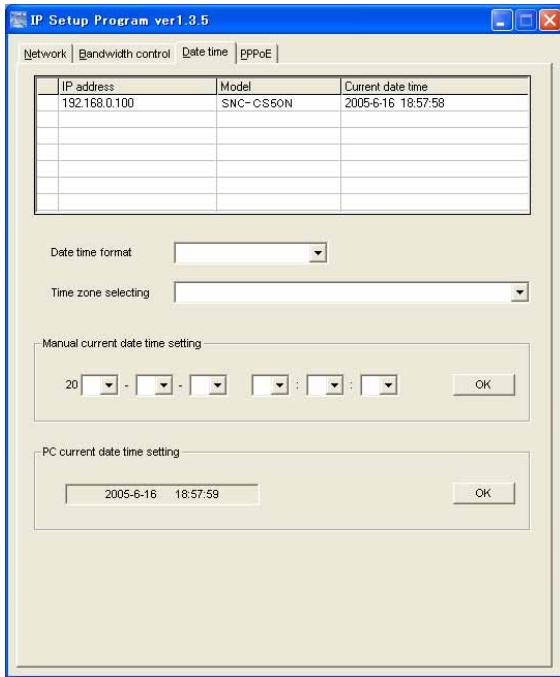 IP Setup Program ver1.3.5
Network Bandwidth control Date time PPPoE
IP address Model Current date time
192.168.0.100 SNC-CS50N 2005-6-16 18:57:58
Date time format
Time zone selecting
Manual current date time setting
20 - - : : OK
PC current date time setting
2005-6-16 18:57:59 OK